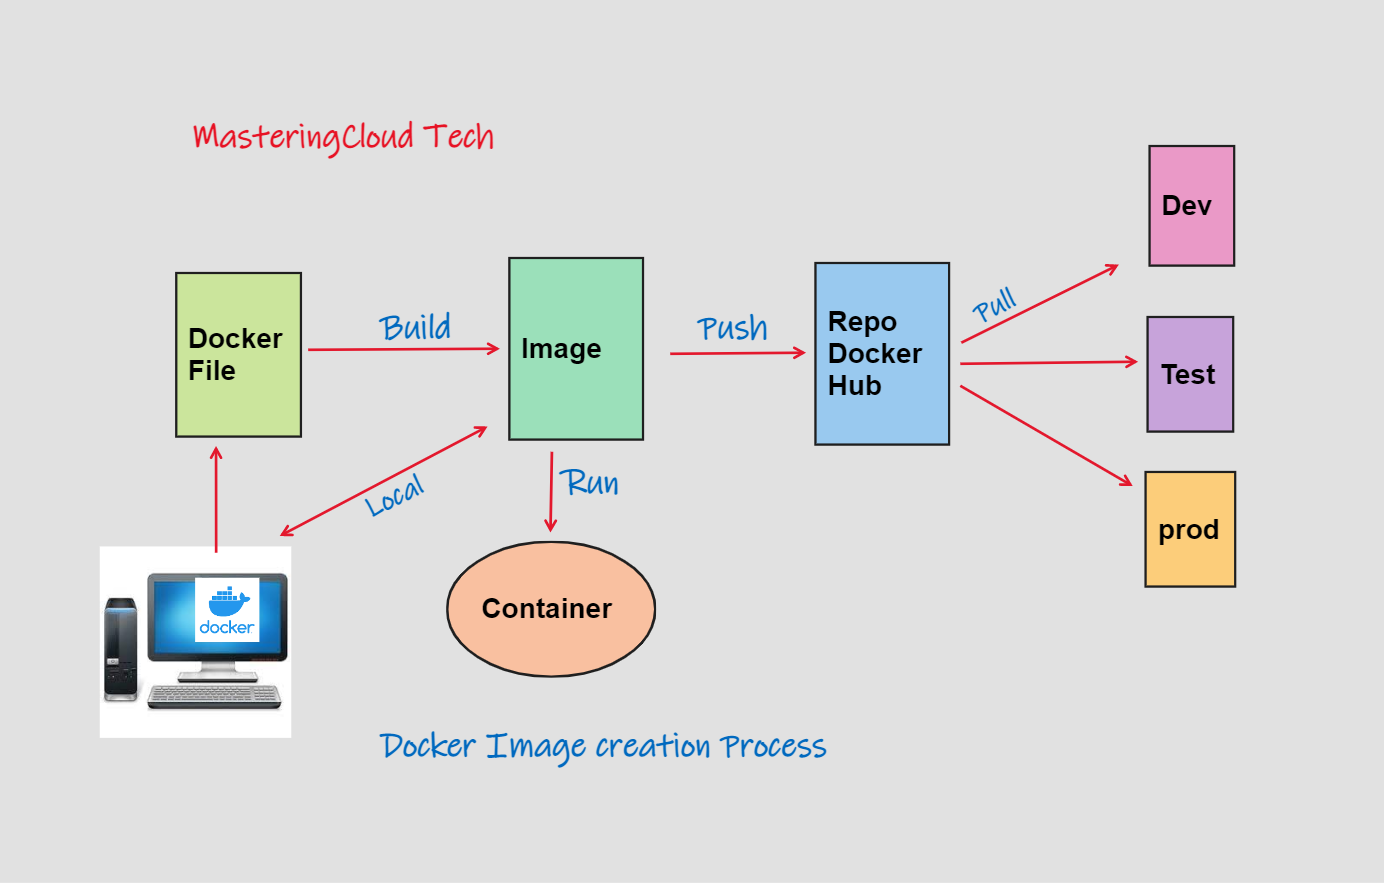 MasteringCloud Tech
Dev
Docker
File
Build
Image
Push
Repo
Docker
Hub
Pull
Test
Local
Run
prod
docker
Container
Docker Image creation Process